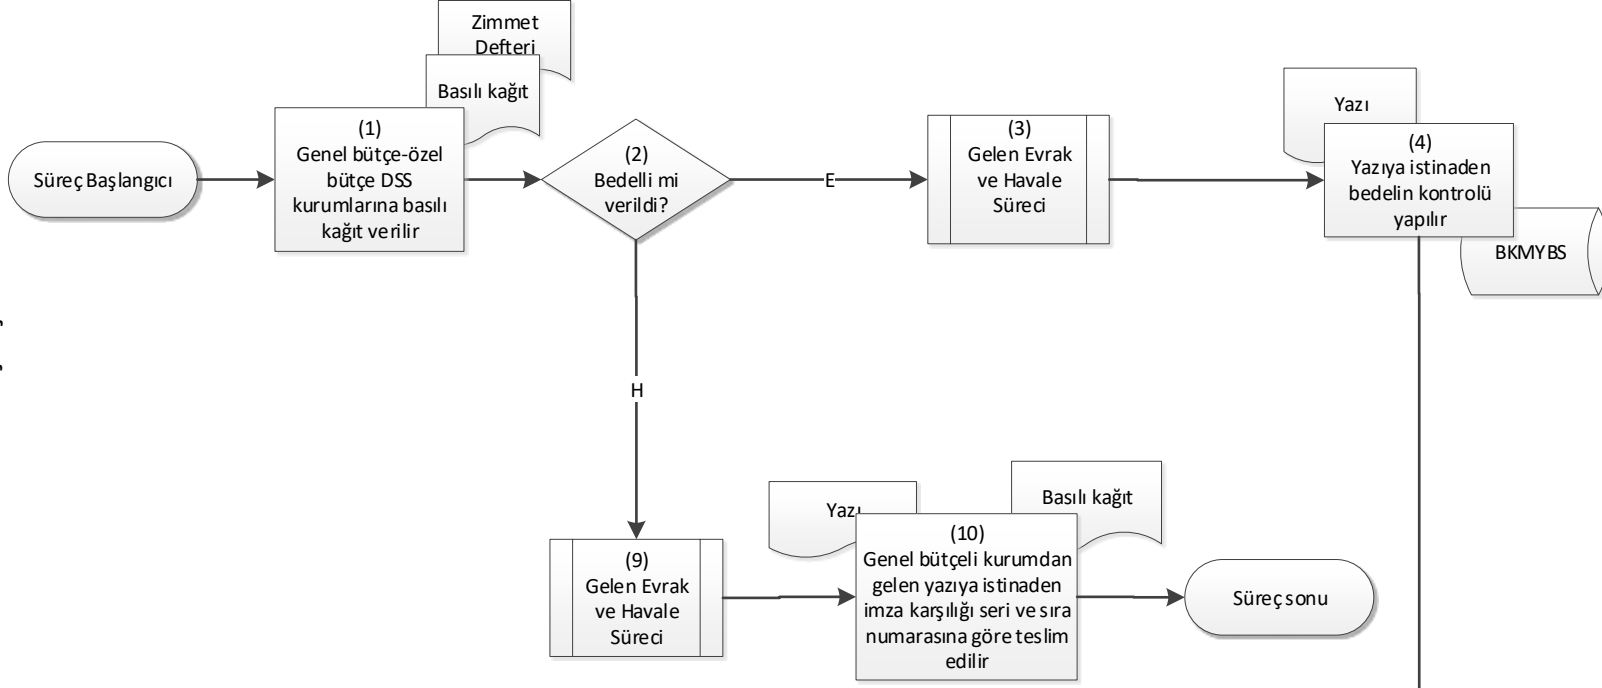 Zimmet
Defteri
Basılı kağıt
Süreç Başlangıcı
(1)
Genel bütçe-özel
bütçe DSS
kurumlarına basılı
kağıt verilir
(2)
Bedelli mi
verildi?
E
(3)
Gelen Evrak
ve Havale
Süreci
Yazı
(4)
Yazıya istinaden
bedelin kontrolü
yapılır
BKMYBS
H
(9)
Gelen Evrak
ve Havale
Süreci
Yazı
Basılı kağıt
(10)
Genel bütçeli kurumdan
gelen yazıya istinaden
imza karşılığı seri ve sıra
numarasına göre teslim
edilir
Süreç sonu